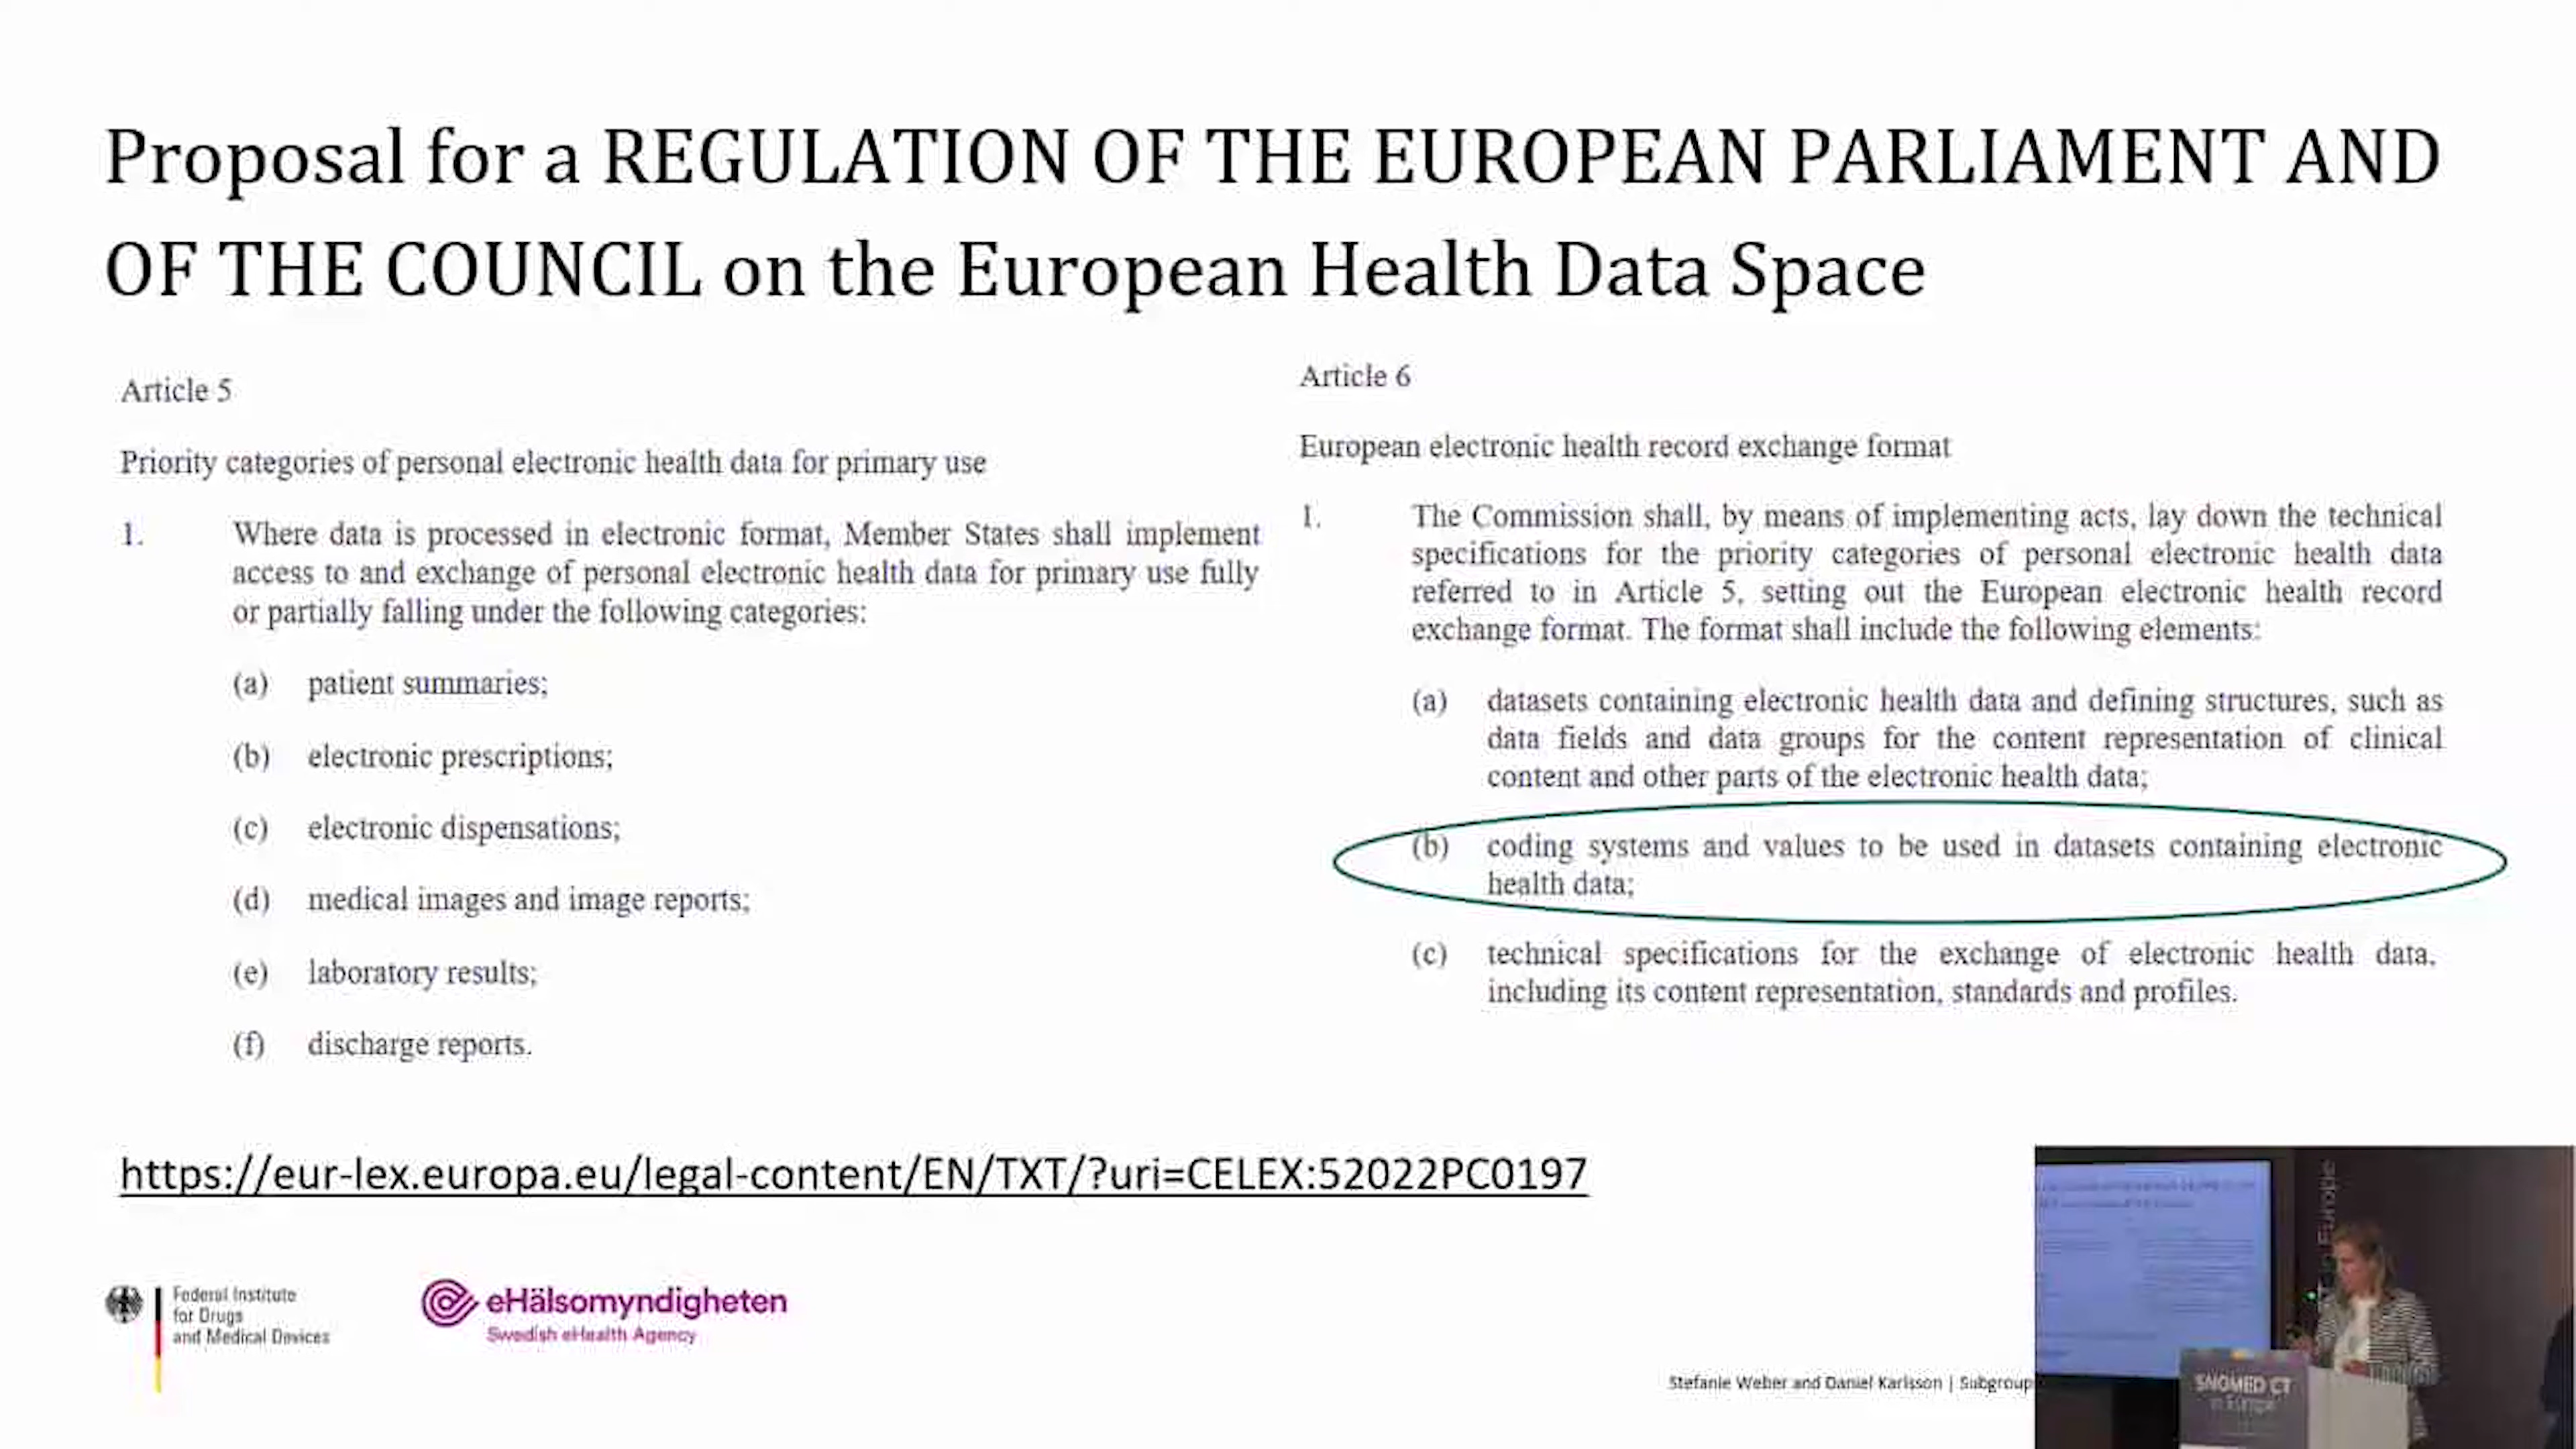 Proposal for a REGULATION OF THE EUROPEAN PARLIAMENT AND
OF THE COUNCIL on the European Health Data Space
Article 5
Priority categories of personal electronic health data for primary use
1. Where data is processed in electronic format, Member States shall implement
access to and exchange of personal electronic health data for primary use fully
or partially falling under the following categories:
(a) patient summaries;
(b) electronic prescriptions;
(c) electronic dispensations;
(d) medical images and image reports;
(e) laboratory results;
(f) discharge reports.
Article 6
European electronic health record exchange format
1. The Commission shall, by means of implementing acts, lay down the technical
specifications for the priority categories of personal electronic health data
referred to in Article 5, setting out the European electronic health record
exchange format. The format shall include the following elements:
(a) datasets containing electronic health data and defining structures, such as
data fields and data groups for the content representation of clinical
content and other parts of the electronic health data;
(b) coding systems and values to be used in datasets containing electronic
health data;
(c) technical specifications for the exchange of electronic health data,
including its content representation, standards and profiles.
https://eur-lex.europa.eu/legal-content/EN/TXT/?uri=CELEX:52022PC0197
Federal Institute
for Drugs
and Medical Devices
eHälsomyndigheten
Swedish eHealth Agency
Stefanie Weber and Daniel Karlsson | Subgroup
Europe
SNOMED CT
in Europe